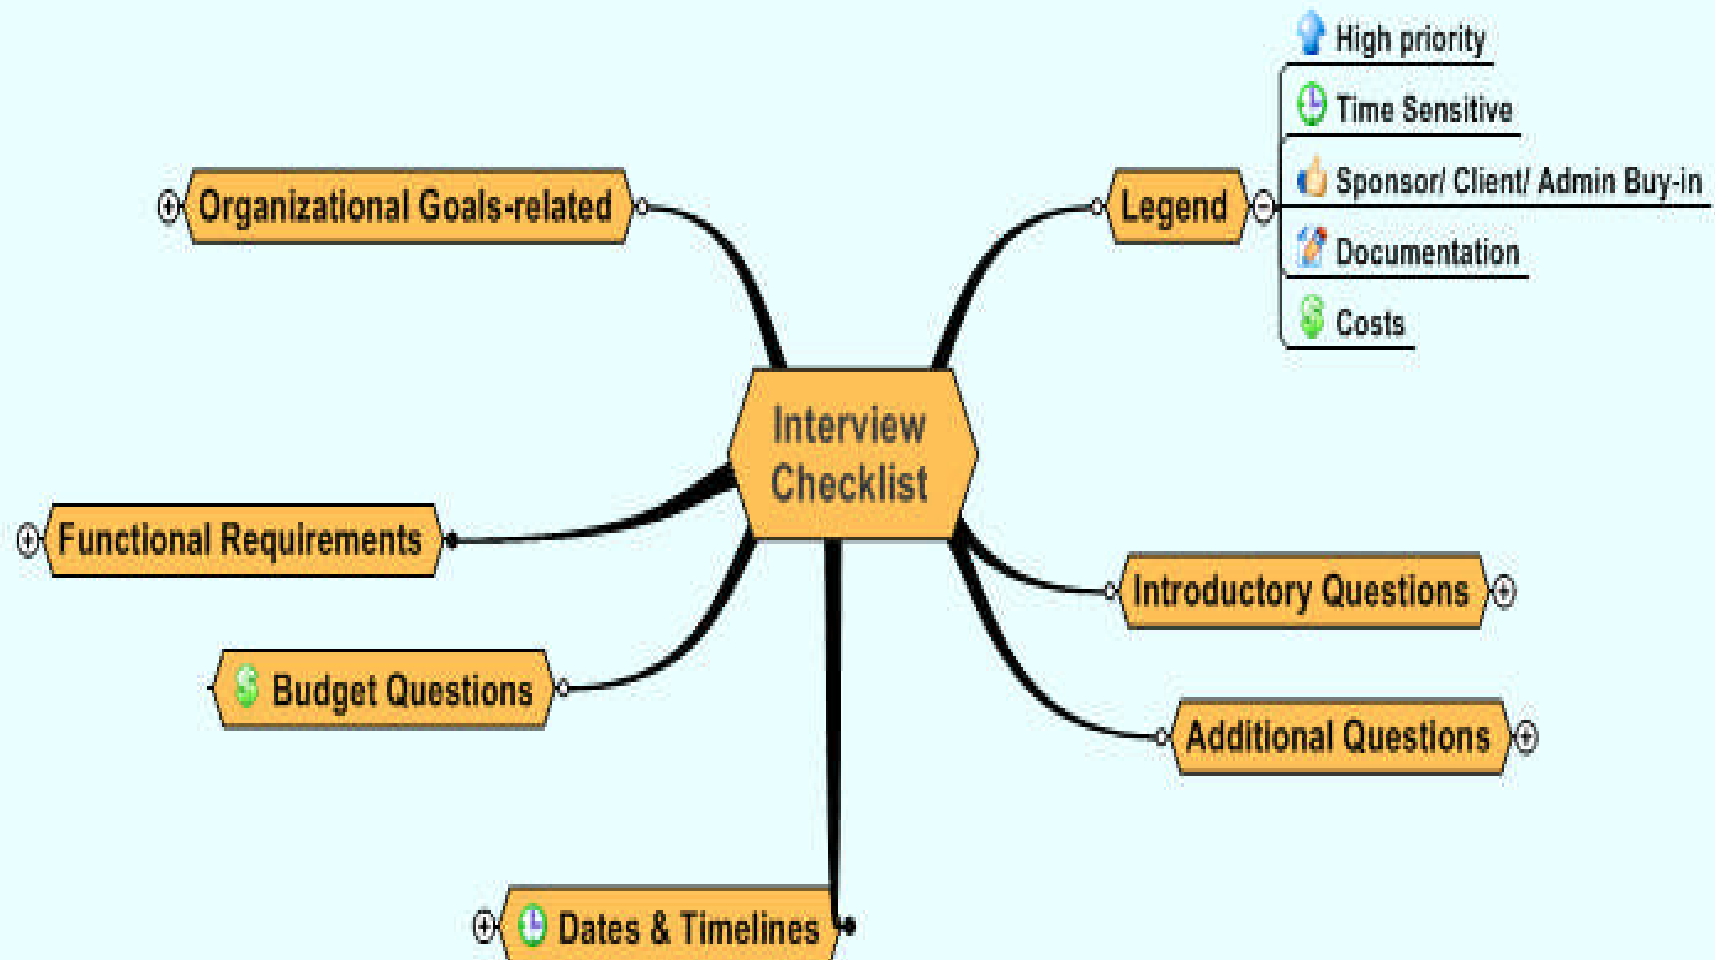 High priority
Time Sensitive
Sponsor/ Client/ Admin Buy-in
Documentation
Costs
Legend
Organizational Goals-related
Interview
Checklist
Functional Requirements
Introductory Questions
Budget Questions
Additional Questions
Dates & Timelines